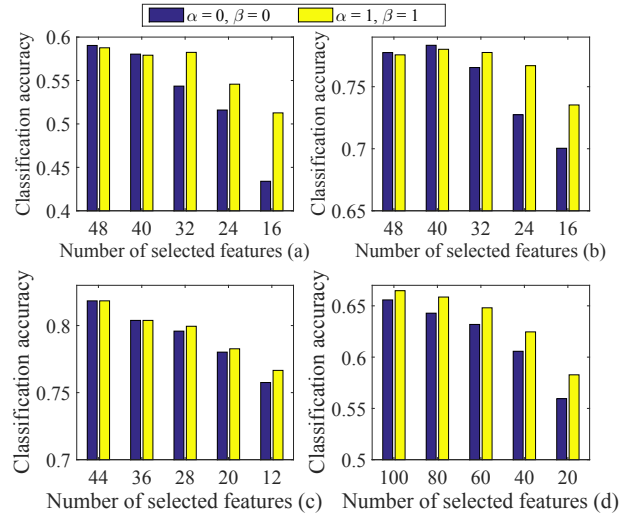 α=0, β=0 α=1, β=1
0.6
0.55
0.5
0.45
0.4
Classification accuracy
48 40 32 24 16
Number of selected features (a)
0.75
0.7
0.65
Classification accuracy
48 40 32 24 16
Number of selected features (b)
0.8
0.75
0.7
Classification accuracy
44 36 28 20 12
Number of selected features (c)
0.65
0.6
0.55
0.5
Classification accuracy
100 80 60 40 20
Number of selected features (d)